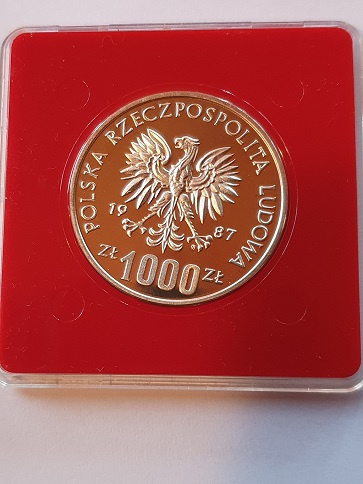 POLSKA RZECZPOSPOLITA LUDOWA
19 87
ZŁ 1000 ZŁ